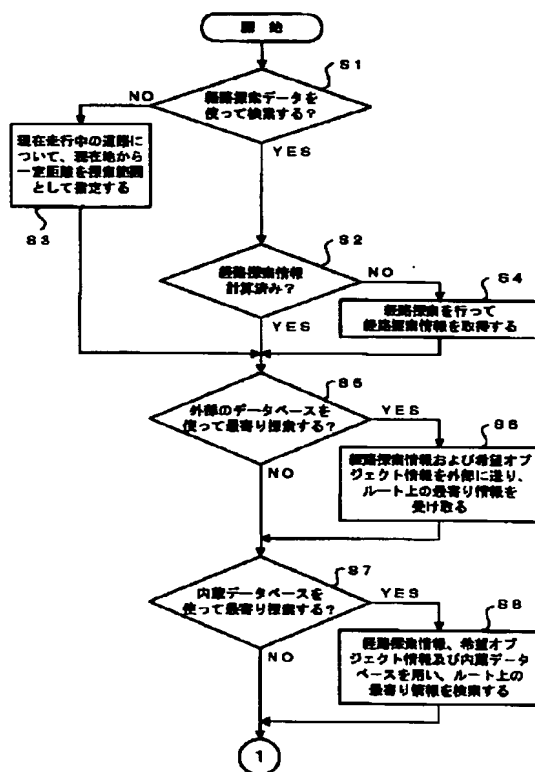 開始
S1
経路探索データを
使って検索する？
NO
YES
現在走行中の道路に
ついて、現在地から
一定距離を探索範囲
として指定する
S3
S2
経路探索情報
計算済み？
NO
YES
S4
経路探索を行って
経路探索情報を取得する
S5
外部のデータベースを
使って最寄り探索する？
YES
NO
S6
経路探索情報および希望オブ
ジェクト情報を外部に送り、
ルート上の最寄り情報を
受け取る
S7
内蔵データベースを
使って最寄り探索する？
YES
NO
S8
経路探索情報、希望オブ
ジェクト情報及び内蔵データ
ベースを用い、ルート上の
最寄り情報を検索する
1